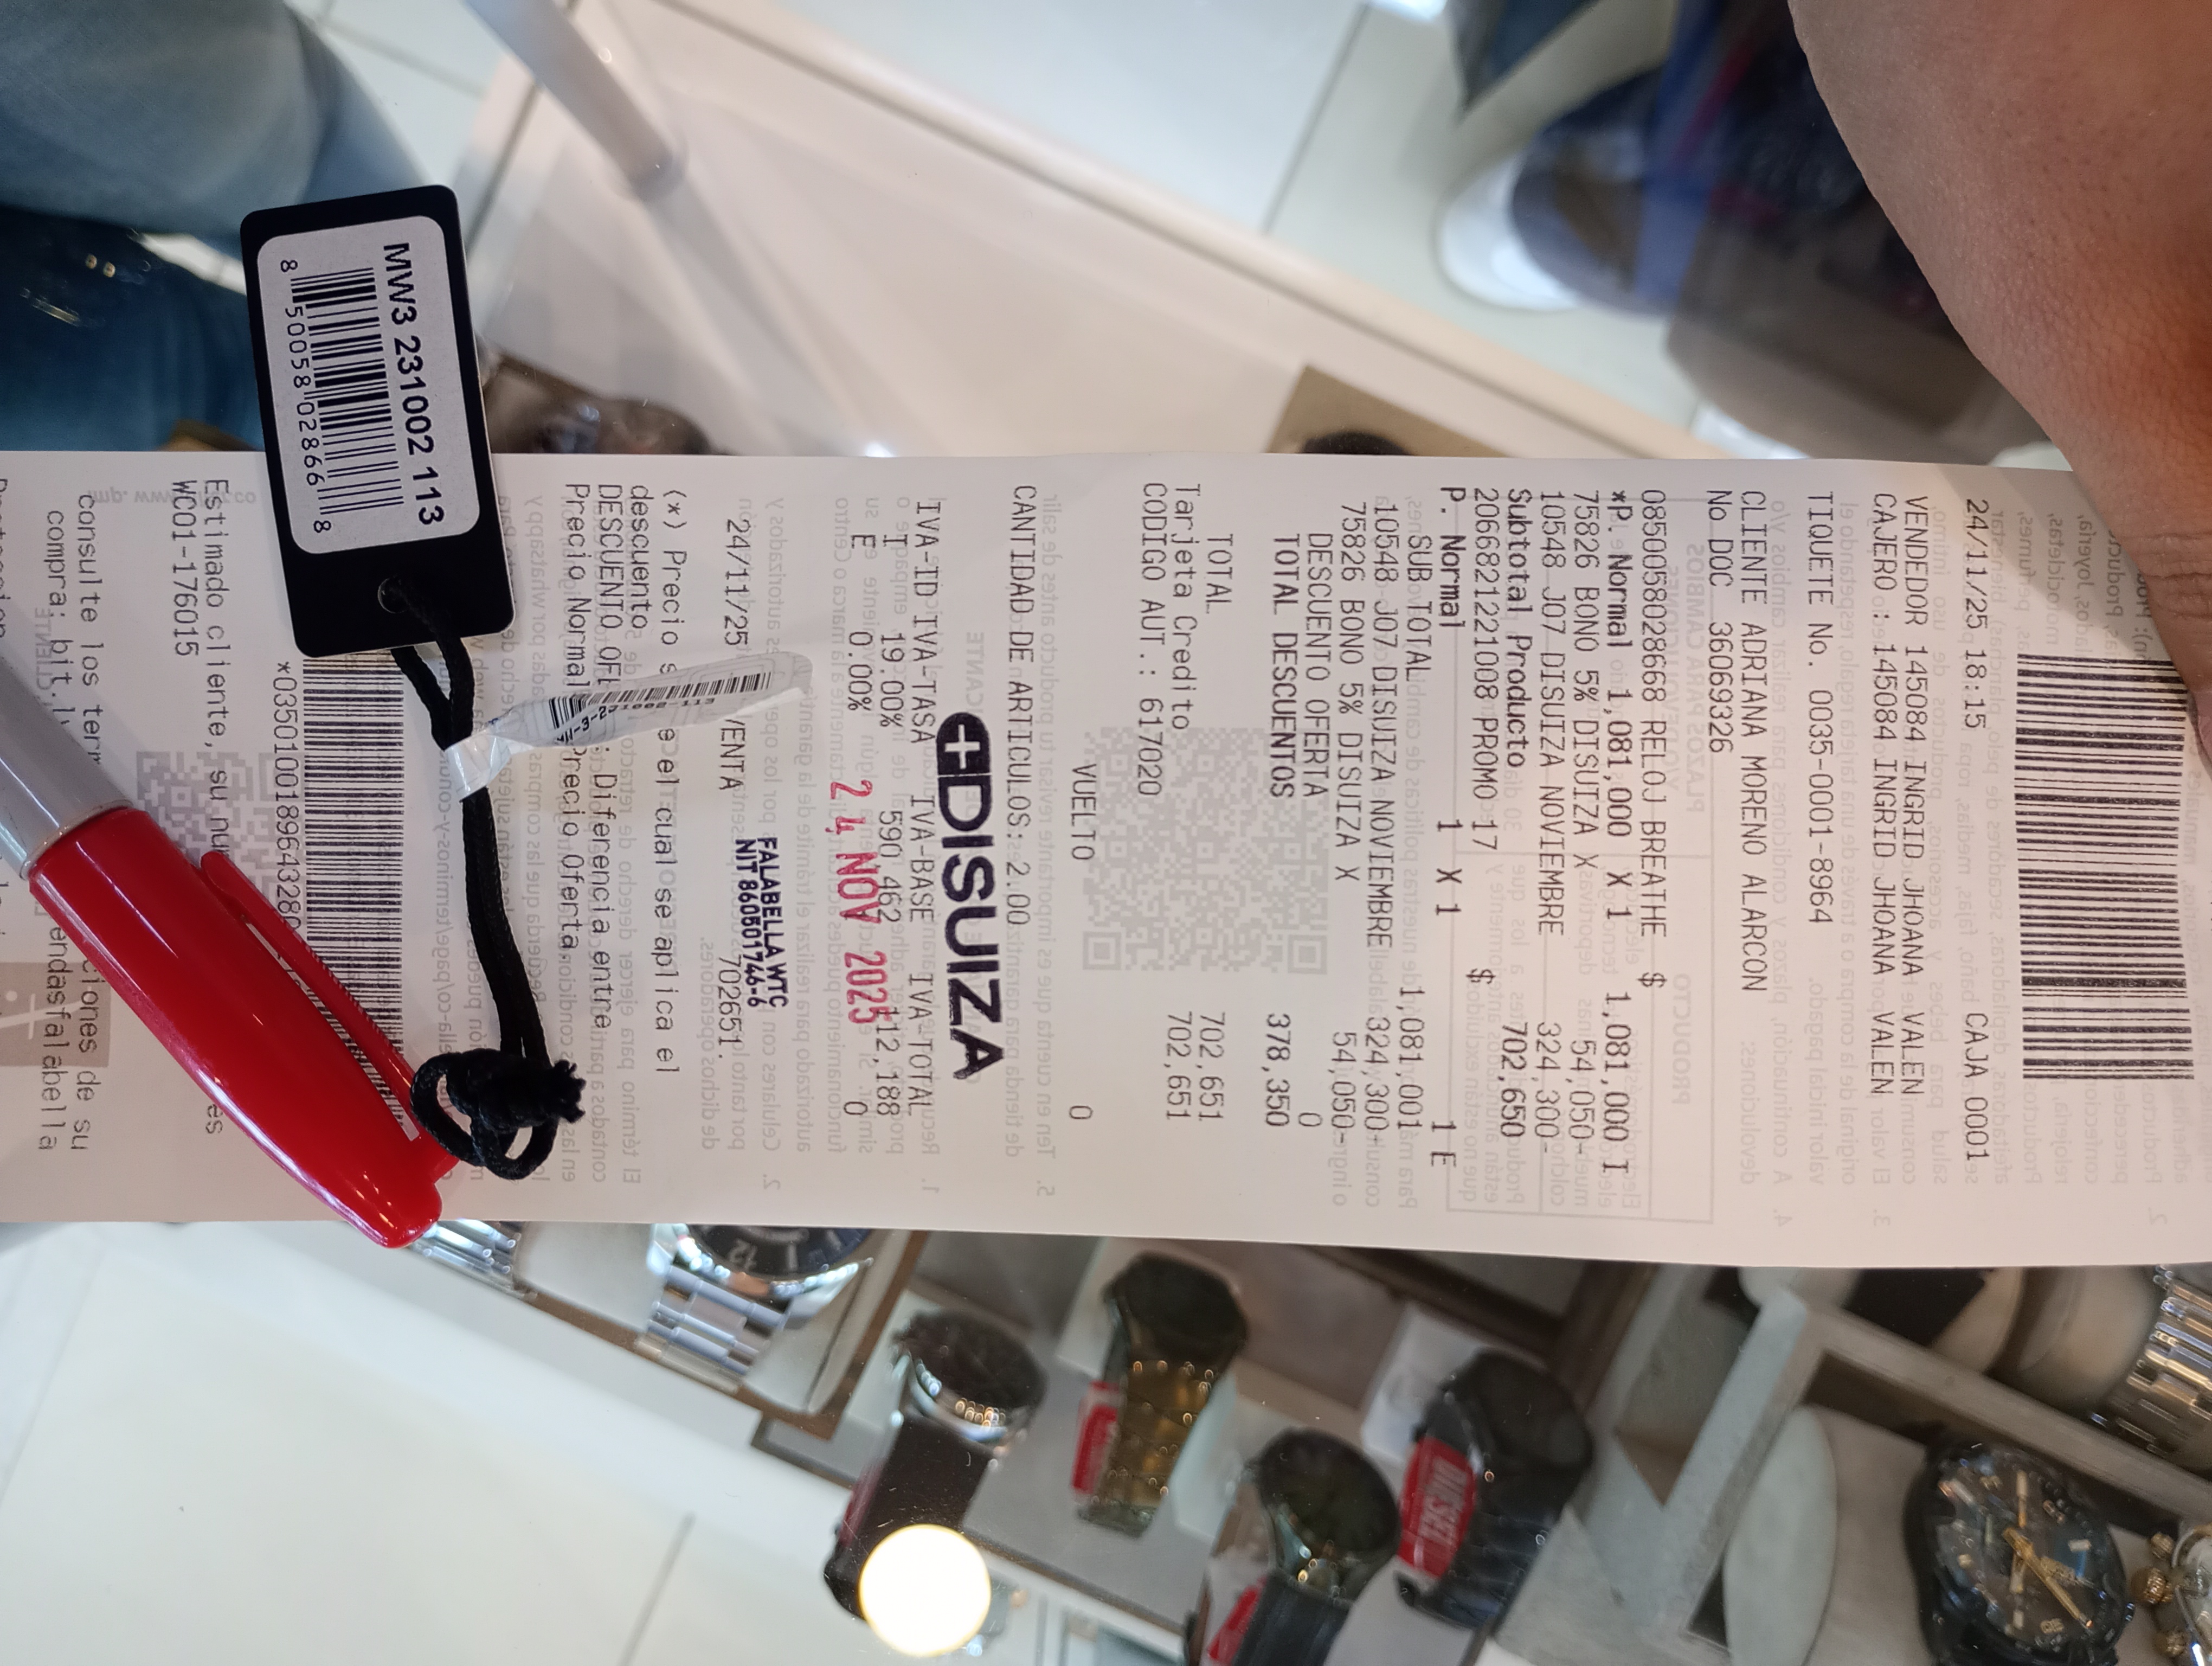 24/11/25 18:15 CAJA 0001
VENDEDOR 145084 INGRID JHOANA VALEN
CAJERO : 145084 INGRID JHOANA VALEN
TIQUETE No. 0035-0001-8964
CLIENTE ADRIANA MORENO ALARCON
No DOC 36069326
0850058028668 RELOJ BREATHE $
*P. Normal 1,081,000 X 1 1,081,000 I
75826 BONO 5% DISUIZA X 54,050-
10548 J07 DISUIZA NOVIEMBRE 324,300-
Subtotal Producto 702,650
2066821221008 PROMO 17 $
P. Normal 1 X 1 1 E
SUB TOTAL 1,081,001
10548 J07 DISUIZA NOVIEMBRE 324,300-
75826 BONO 5% DISUIZA X 54,050-
DESCUENTO OFERTA 0
TOTAL DESCUENTOS 378,350
TOTAL 702,651
Tarjeta Credito 702,651
CODIGO AUT.: 617020
VUELTO 0
CANTIDAD DE ARTICULOS: 2.00
DISUIZA
IVA-ID IVA-TASA IVA-BASE IVA-TOTAL
I 19.00% 590,462 112,188
E 0.00% 0
24 NOV 2025
FALABELLA WTC
NIT 860501746-6
24/11/25 VENTA 702651.
(*) Precio el cual se aplica el
descuento
DESCUENTO : Diferencia entre
Precio Normal Precio Oferta
Estimado cliente, su
WC01-176015
consulte los ciones de su
compra: bit. endasfalabella
MW3 231002 113
8 50058 02866 8
DIESEL